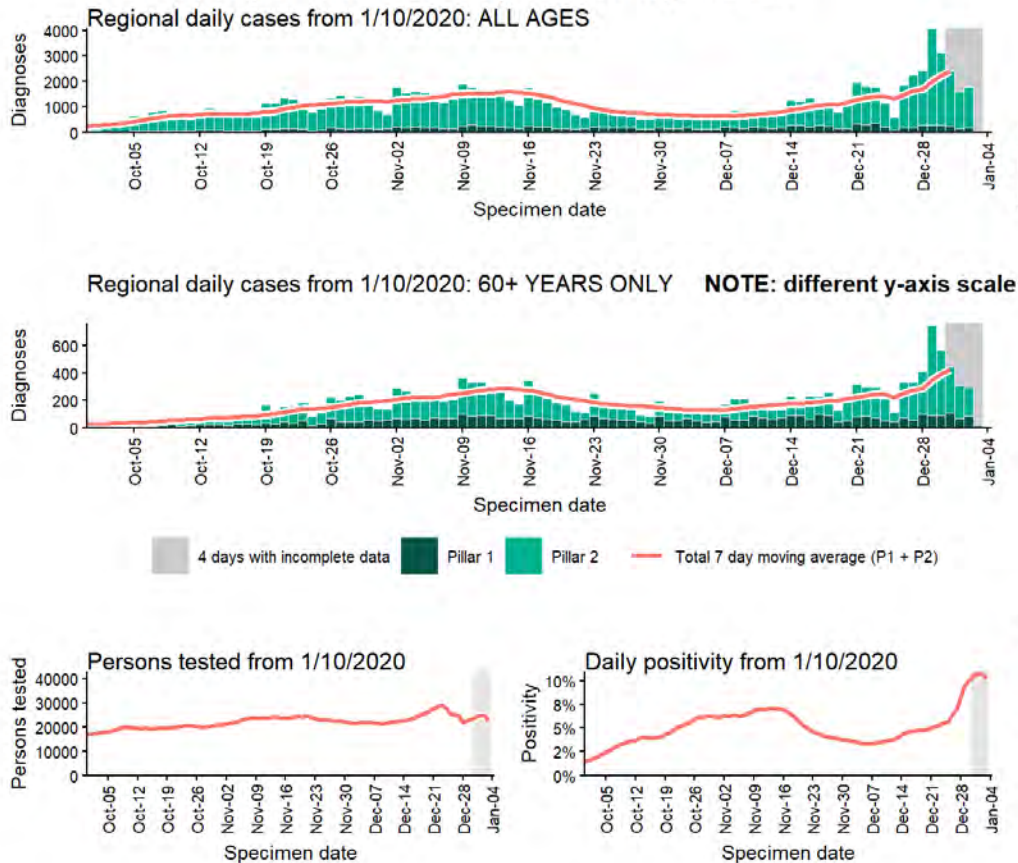 Regional daily cases from 1/10/2020: ALL AGES
Diagnoses
4000
3000
2000
1000
0
Oct-05
Oct-12
Oct-19
Oct-26
Nov-02
Nov-09
Nov-16
Nov-23
Nov-30
Dec-07
Dec-14
Dec-21
Dec-28
Jan-04
Specimen date
Regional daily cases from 1/10/2020: 60+ YEARS ONLY NOTE: different y-axis scale
Diagnoses
600
400
200
0
Oct-05
Oct-12
Oct-19
Oct-26
Nov-02
Nov-09
Nov-16
Nov-23
Nov-30
Dec-07
Dec-14
Dec-21
Dec-28
Jan-04
Specimen date
4 days with incomplete data Pillar 1 Pillar 2 Total 7 day moving average (P1 + P2)
Persons tested from 1/10/2020
Persons tested
40000
30000
20000
10000
0
Oct-05
Oct-12
Oct-19
Oct-26
Nov-02
Nov-09
Nov-16
Nov-23
Nov-30
Dec-07
Dec-14
Dec-21
Dec-28
Jan-04
Specimen date
Daily positivity from 1/10/2020
Positivity
10%
8%
5%
2%
0%
Oct-05
Oct-12
Oct-19
Oct-26
Nov-02
Nov-09
Nov-16
Nov-23
Nov-30
Dec-07
Dec-14
Dec-21
Dec-28
Jan-04
Specimen date